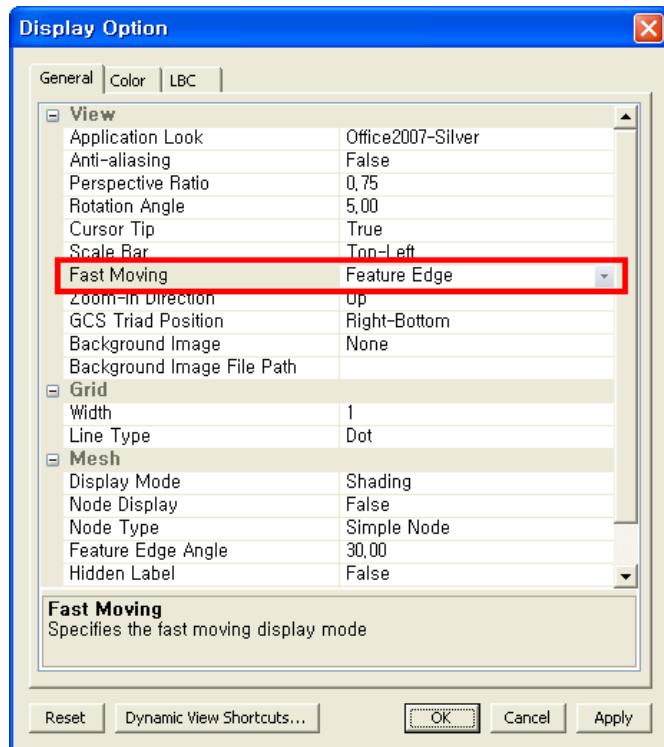 Display Option
General Color LBC
View
Application Look Office2007-Silver
Anti-aliasing False
Perspective Ratio 0,75
Rotation Angle 5,00
Cursor Tip True
Scale Bar Top-Left
Fast Moving Feature Edge
Zoom-in Direction Up
GCS Triad Position Right-Bottom
Background Image None
Background Image File Path
Grid
Width 1
Line Type Dot
Mesh
Display Mode Shading
Node Display False
Node Type Simple Node
Feature Edge Angle 30,00
Hidden Label False
Fast Moving
Specifies the fast moving display mode
Reset Dynamic View Shortcuts... OK Cancel Apply